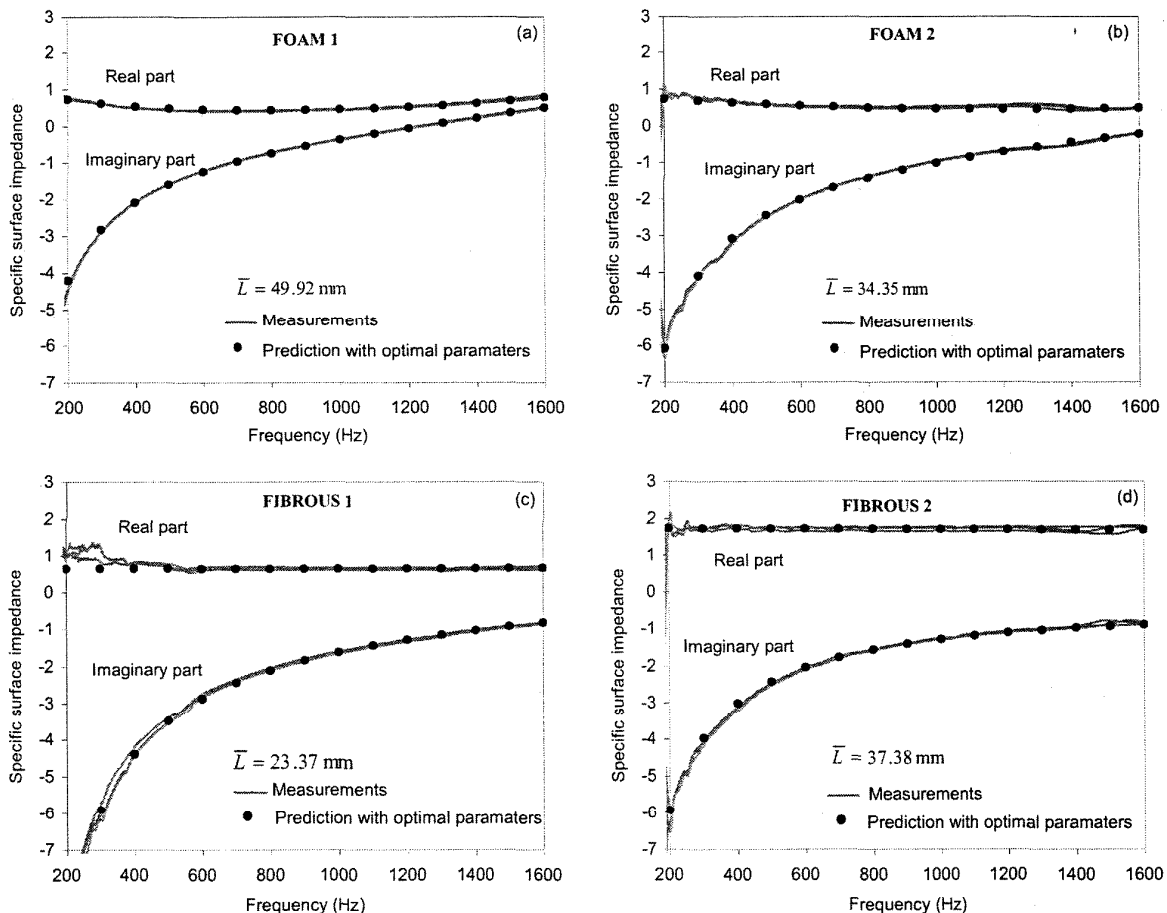 (a)
FOAM 1
Real part
Imaginary part
L̅ = 49.92 mm
Measurements
Prediction with optimal paramaters
Specific surface impedance
3
2
1
0
-1
-2
-3
-4
-5
-6
-7
200 400 600 800 1000 1200 1400 1600
Frequency (Hz)
(b)
FOAM 2
Real part
Imaginary part
L̅ = 34.35 mm
Measurements
Prediction with optimal paramaters
Specific surface impedance
3
2
1
0
-1
-2
-3
-4
-5
-6
-7
200 400 600 800 1000 1200 1400 1600
Frequency (Hz)
(c)
FIBROUS 1
Real part
Imaginary part
L̅ = 23.37 mm
Measurements
Prediction with optimal paramaters
Specific surface impedance
3
2
1
0
-1
-2
-3
-4
-5
-6
-7
200 400 600 800 1000 1200 1400 1600
Frequency (Hz)
(d)
FIBROUS 2
Real part
Imaginary part
L̅ = 37.38 mm
Measurements
Prediction with optimal paramaters
Specific surface impedance
3
2
1
0
-1
-2
-3
-4
-5
-6
-7
200 400 600 800 1000 1200 1400 1600
Frequency (Hz)